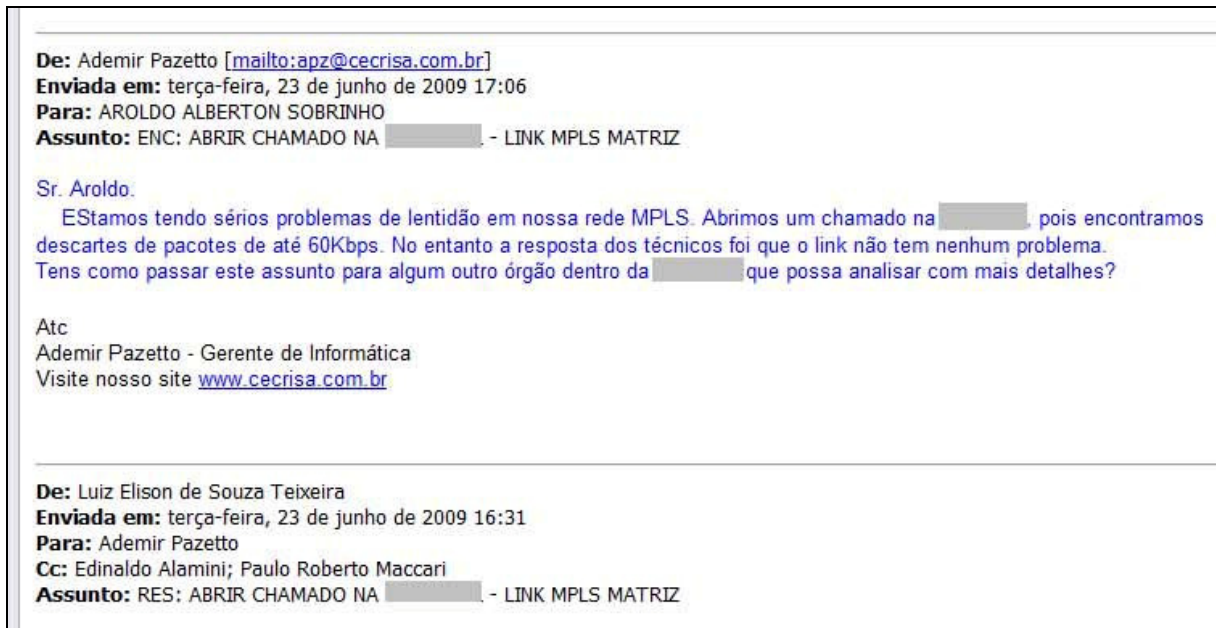 De: Ademir Pazetto [mailto:apz@cecrisa.com.br]
Enviada em: terça-feira, 23 de junho de 2009 17:06
Para: AROLDO ALBERTON SOBRINHO
Assunto: ENC: ABRIR CHAMADO NA . - LINK MPLS MATRIZ
Sr. Aroldo.
EStamos tendo sérios problemas de lentidão em nossa rede MPLS. Abrimos um chamado na , pois encontramos
descartes de pacotes de até 60Kbps. No entanto a resposta dos técnicos foi que o link não tem nenhum problema.
Tens como passar este assunto para algum outro órgão dentro da que possa analisar com mais detalhes?
Atc
Ademir Pazetto - Gerente de Informática
Visite nosso site www.cecrisa.com.br
De: Luiz Elison de Souza Teixeira
Enviada em: terça-feira, 23 de junho de 2009 16:31
Para: Ademir Pazetto
Cc: Edinaldo Alamini; Paulo Roberto Maccari
Assunto: RES: ABRIR CHAMADO NA . - LINK MPLS MATRIZ